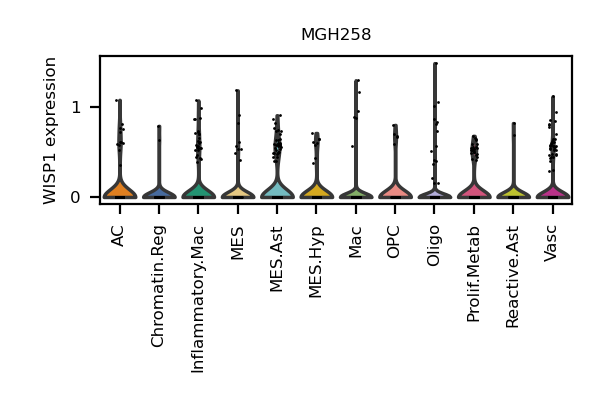 MGH258
WISP1 expression
1
0
AC
Chromatin.Reg
Inflammatory.Mac
MES
MES.Ast
MES.Hyp
Mac
OPC
Oligo
Prolif.Metab
Reactive.Ast
Vasc